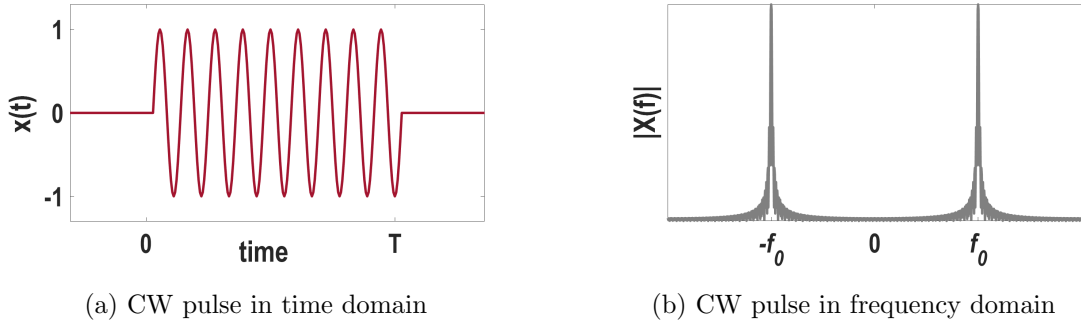 x(t)
1
0
-1
0
time
T
(a) CW pulse in time domain
|X(f)|
-f₀
0
f₀
(b) CW pulse in frequency domain